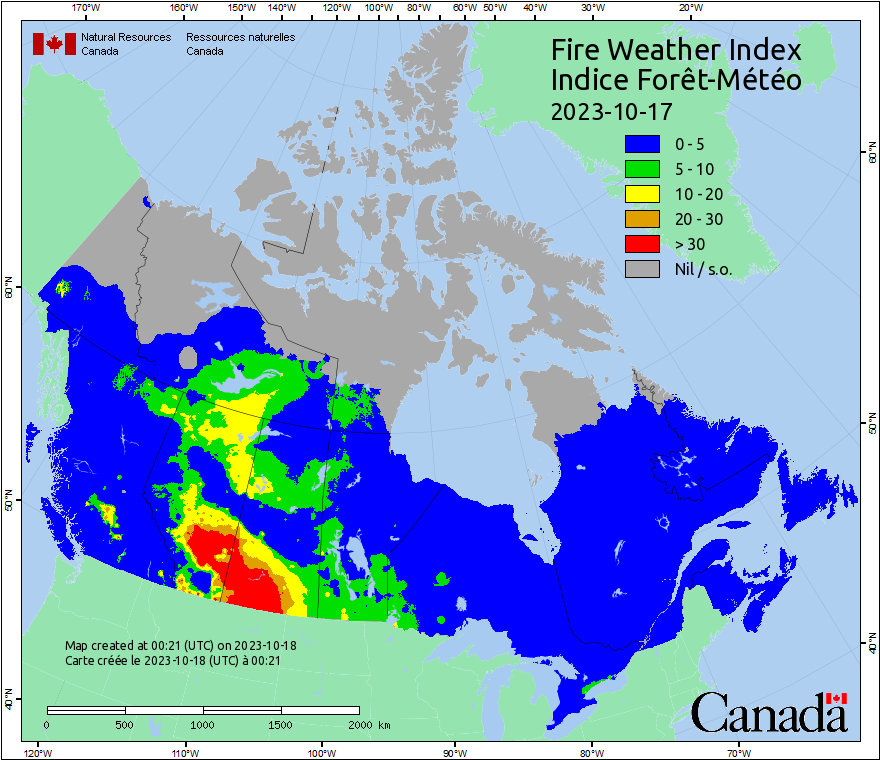 170°W 160°W 150°W 140°W 130°W 120°W 110°W 100°W 90°W 80°W 70°W 60°W 50°W 40°W 30°W 20°W
Natural Resources Ressources naturelles
Canada Canada
Fire Weather Index
Indice Forêt-Météo
2023-10-17
0 - 5
5 - 10
10 - 20
20 - 30
> 30
Nil / s.o.
60°N
60°N
50°N
50°N
40°N
40°N
Map created at 00:21 (UTC) on 2023-10-18
Carte créée le 2023-10-18 (UTC) à 00:21
0 500 1000 1500 2000 km
Canada
120°W 110°W 100°W 90°W 80°W 70°W